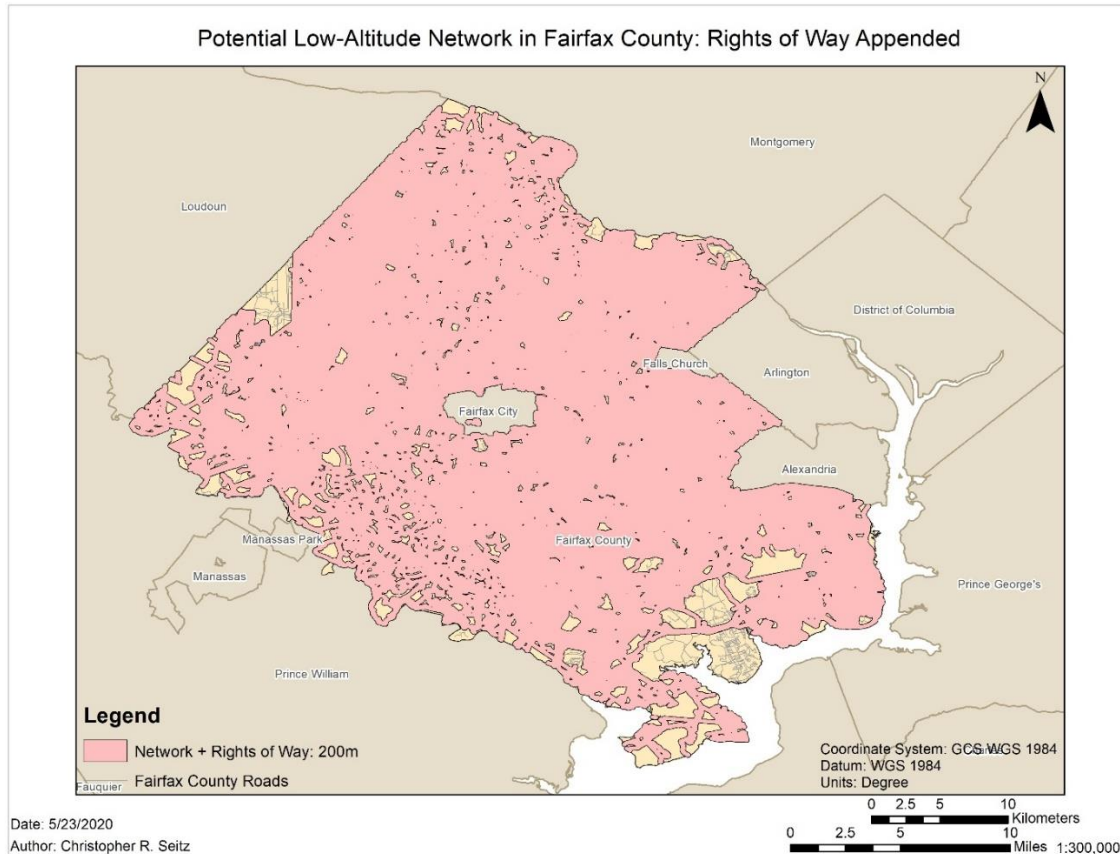 Potential Low-Altitude Network in Fairfax County: Rights of Way Appended
N
Montgomery
Loudoun
District of Columbia
Falls Church
Arlington
Fairfax City
Alexandria
Fairfax County
Manassas Park
Manassas
Prince George's
Prince William
Legend
Network + Rights of Way: 200m
Fairfax County Roads
Fauquier
Coordinate System: GCS WGS 1984
Datum: WGS 1984
Units: Degree
0 2.5 5 10
Kilometers
0 2.5 5 10
Miles 1:300,000
Date: 5/23/2020
Author: Christopher R. Seitz